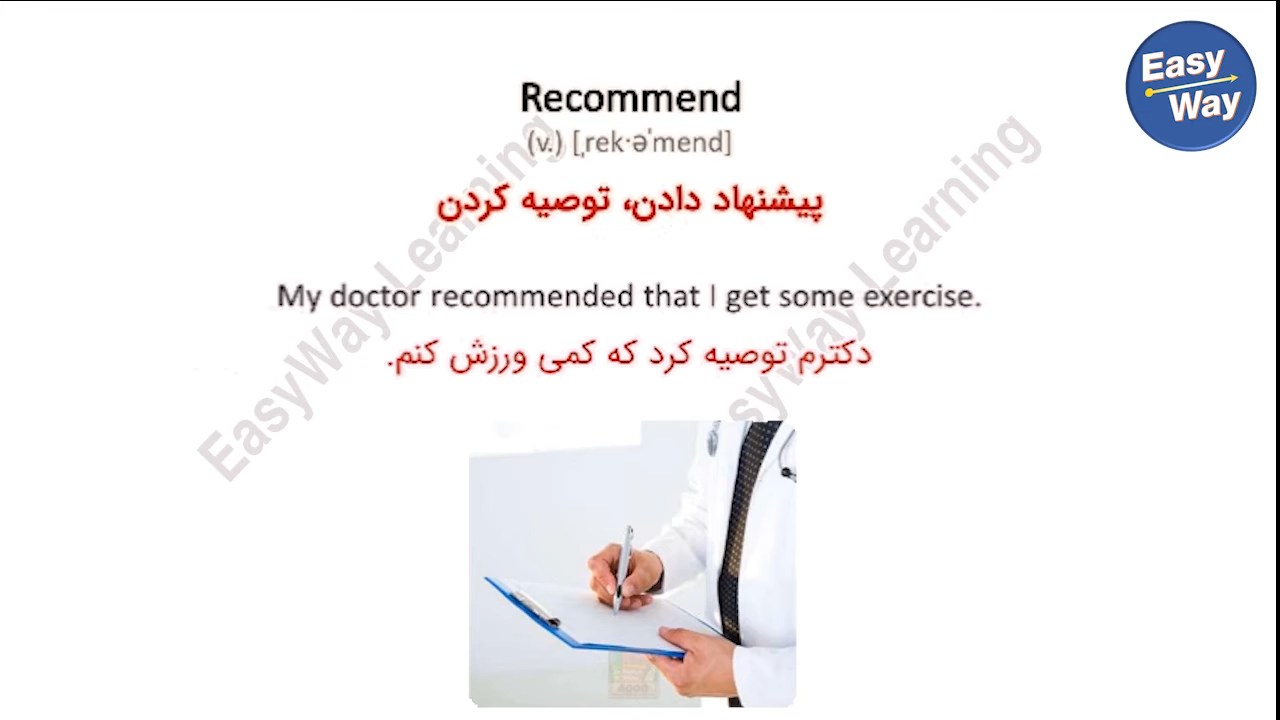 Easy
Way
Recommend
(v.) [ˌrek·əˈmend]
پیشنهاد دادن، توصیه کردن
My doctor recommended that I get some exercise.
دکترم توصیه کرد که کمی ورزش کنم.
EasyWay Learning
EasyWay Learning
4000